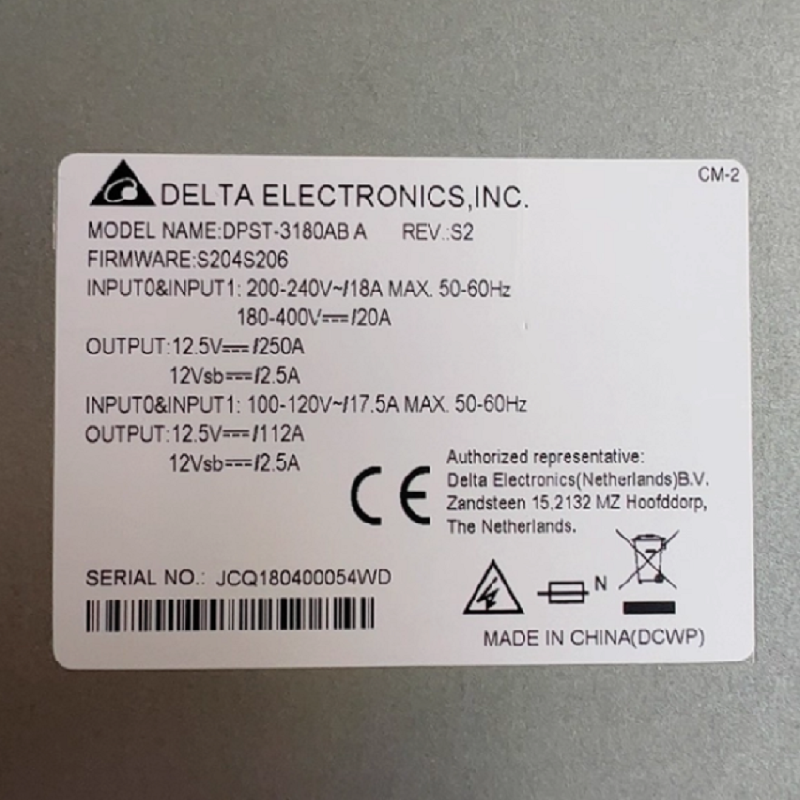 CM-2
DELTA ELECTRONICS,INC.
MODEL NAME:DPST-3180AB A REV.:S2
FIRMWARE:S204S206
INPUT0&INPUT1: 200-240V~/18A MAX. 50-60Hz
180-400V⎓/20A
OUTPUT:12.5V⎓/250A
12Vsb⎓/2.5A
INPUT0&INPUT1: 100-120V~/17.5A MAX. 50-60Hz
OUTPUT:12.5V⎓/112A
12Vsb⎓/2.5A
CE
Authorized representative:
Delta Electronics(Netherlands)B.V.
Zandsteen 15,2132 MZ Hoofddorp,
The Netherlands.
SERIAL NO.: JCQ180400054WD
N
MADE IN CHINA(DCWP)